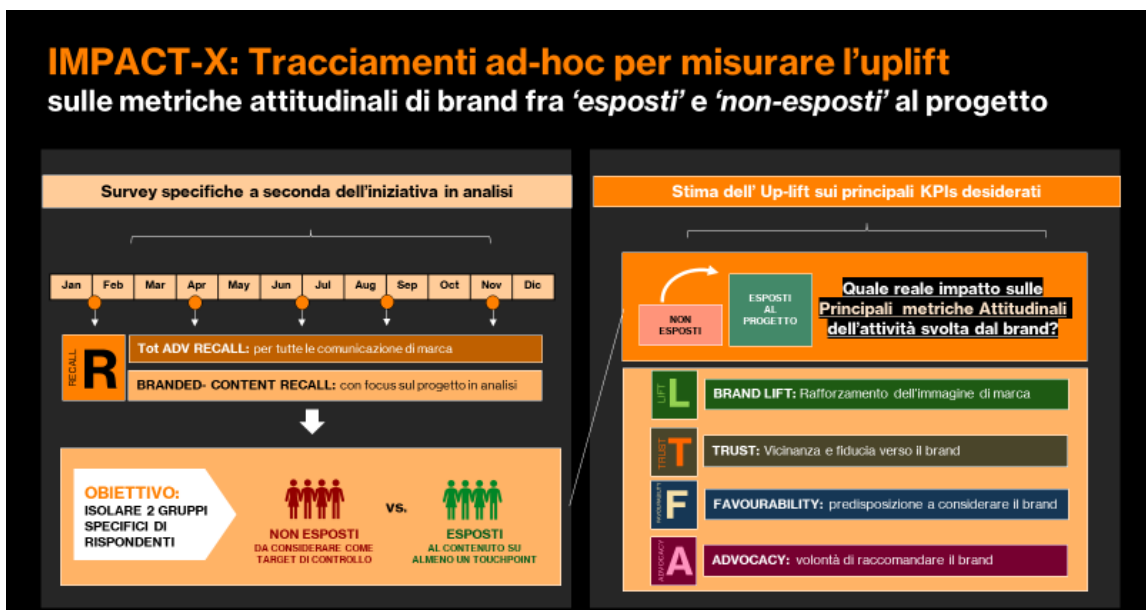 IMPACT-X: Tracciamenti ad-hoc per misurare l'uplift
sulle metriche attitudinali di brand fra 'esposti' e 'non-esposti' al progetto
Survey specifiche a seconda dell'iniziativa in analisi
Jan Feb Mar Apr May Jun Jul Aug Sep Oct Nov Dic
RECALL
R
Tot ADV RECALL: per tutte le comunicazione di marca
BRANDED- CONTENT RECALL: con focus sul progetto in analisi
OBIETTIVO:
ISOLARE 2 GRUPPI
SPECIFICI DI
RISPONDENTI
NON ESPOSTI
DA CONSIDERARE COME
TARGET DI CONTROLLO
vs.
ESPOSTI
AL CONTENUTO SU
ALMENO UN TOUCHPOINT
Stima dell' Up-lift sui principali KPIs desiderati
NON
ESPOSTI
ESPOSTI
AL
PROGETTO
Quale reale impatto sulle
Principali metriche Attitudinali
dell'attività svolta dal brand?
LIFT
L
BRAND LIFT: Rafforzamento dell'immagine di marca
TRUST
T
TRUST: Vicinanza e fiducia verso il brand
FAVOURABILITY
F
FAVOURABILITY: predisposizione a considerare il brand
ADVOCACY
A
ADVOCACY: volontà di raccomandare il brand